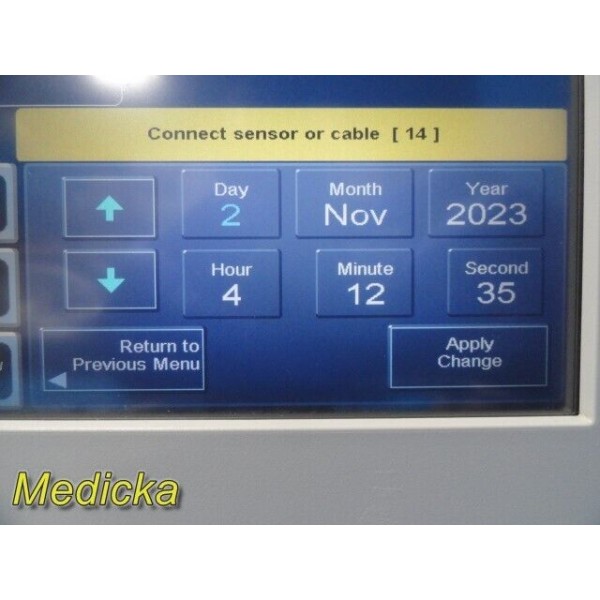 Connect sensor or cable [ 14 ]
Day
2
Month
Nov
Year
2023
Hour
4
Minute
12
Second
35
Return to
Previous Menu
Apply
Change
Medicka